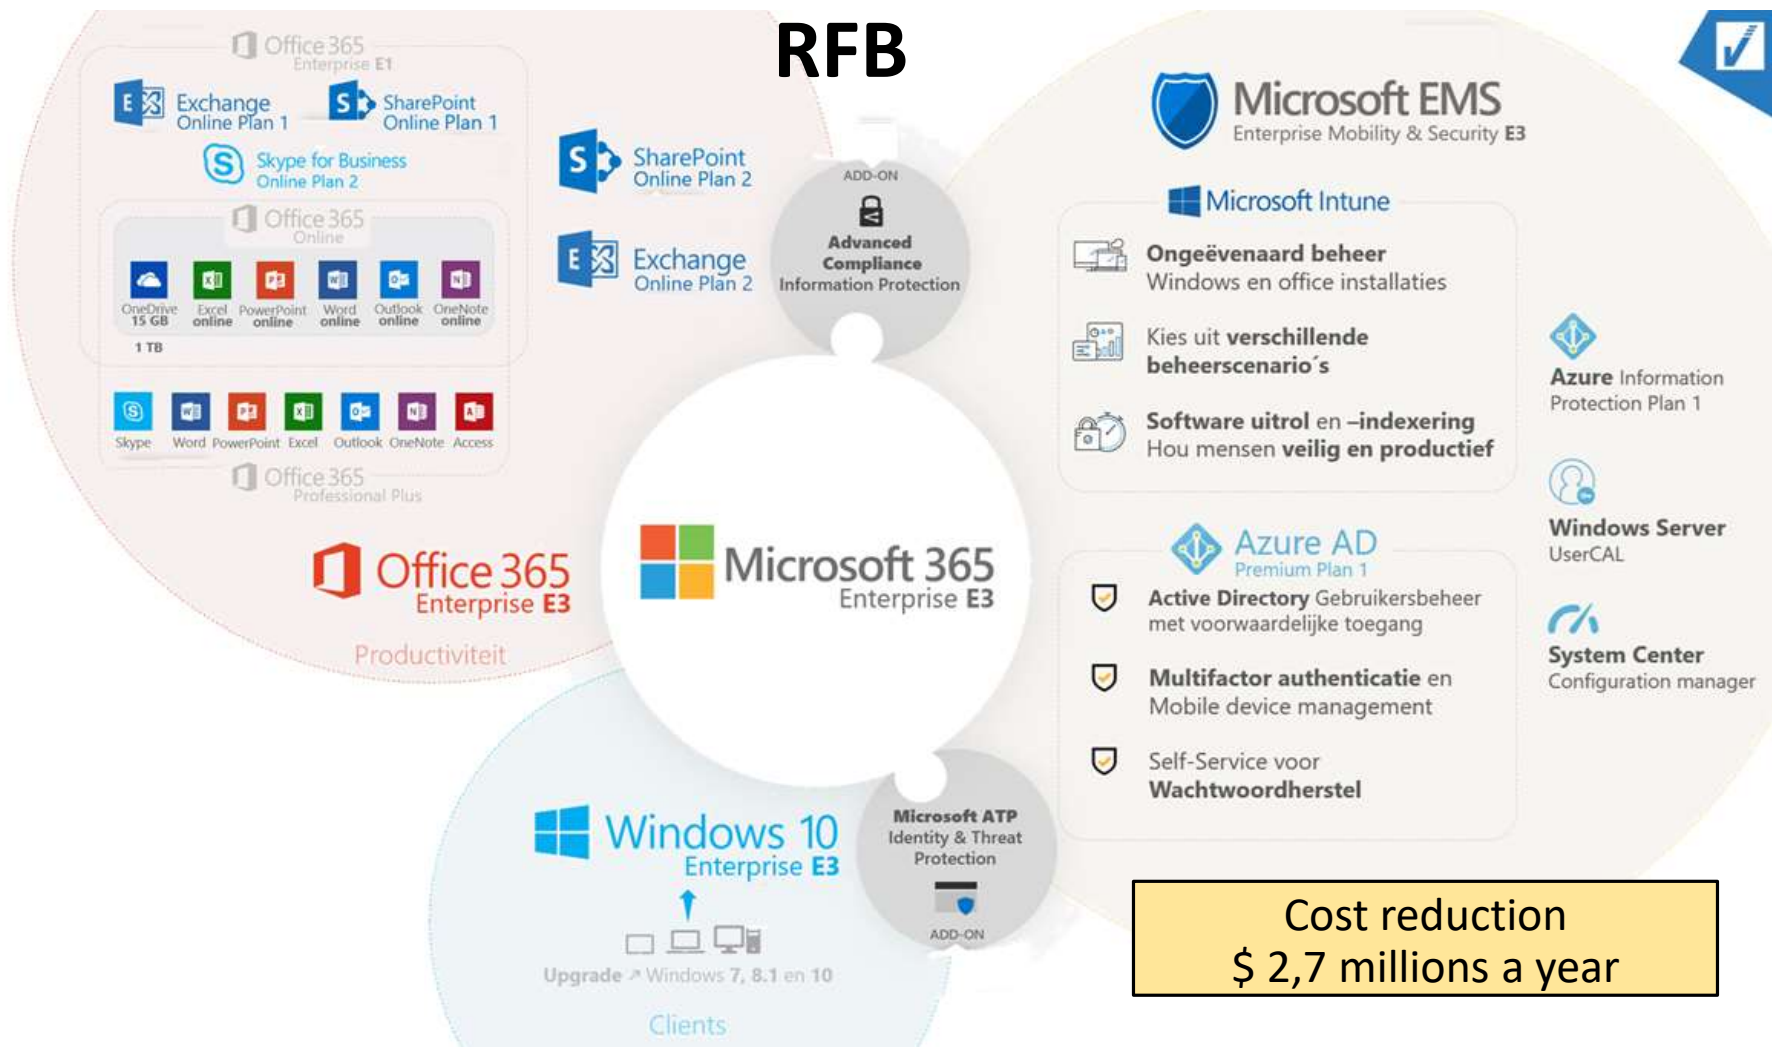 RFB
Office 365
Enterprise E1
Exchange
Online Plan 1
SharePoint
Online Plan 1
Skype for Business
Online Plan 2
Office 365
Online
OneDrive
15 GB
Excel
online
PowerPoint
online
Word
online
Outlook
online
OneNote
online
1 TB
Skype
Word
PowerPoint
Excel
Outlook
OneNote
Access
Office 365
Professional Plus
SharePoint
Online Plan 2
Exchange
Online Plan 2
Office 365
Enterprise E3
Productiviteit
ADD-ON
Advanced
Compliance
Information Protection
Microsoft 365
Enterprise E3
Microsoft EMS
Enterprise Mobility & Security E3
Microsoft Intune
Ongeëvenaard beheer
Windows en office installaties
Kies uit verschillende
beheerscenario´s
Software uitrol en –indexering
Hou mensen veilig en productief
Azure AD
Premium Plan 1
Active Directory Gebruikersbeheer
met voorwaardelijke toegang
Multifactor authenticatie en
Mobile device management
Self-Service voor
Wachtwoordherstel
Azure Information
Protection Plan 1
Windows Server
UserCAL
System Center
Configuration manager
Windows 10
Enterprise E3
Upgrade ↗ Windows 7, 8.1 en 10
Clients
Microsoft ATP
Identity & Threat
Protection
ADD-ON
Cost reduction
$ 2,7 millions a year